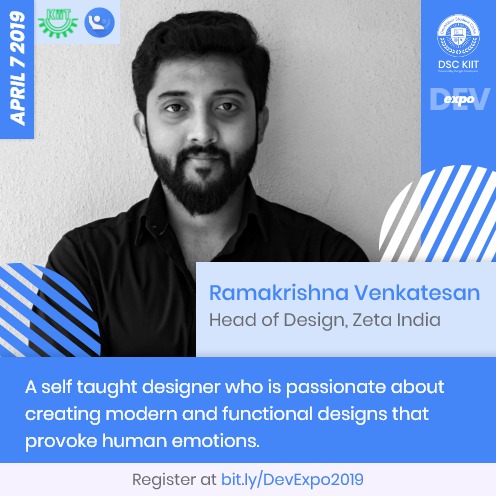 APRIL 7 2019
KIIT
DSC KIIT
DEV
expo
Ramakrishna Venkatesan
Head of Design, Zeta India
A self taught designer who is passionate about
creating modern and functional designs that
provoke human emotions.
Register at bit.ly/DevExpo2019